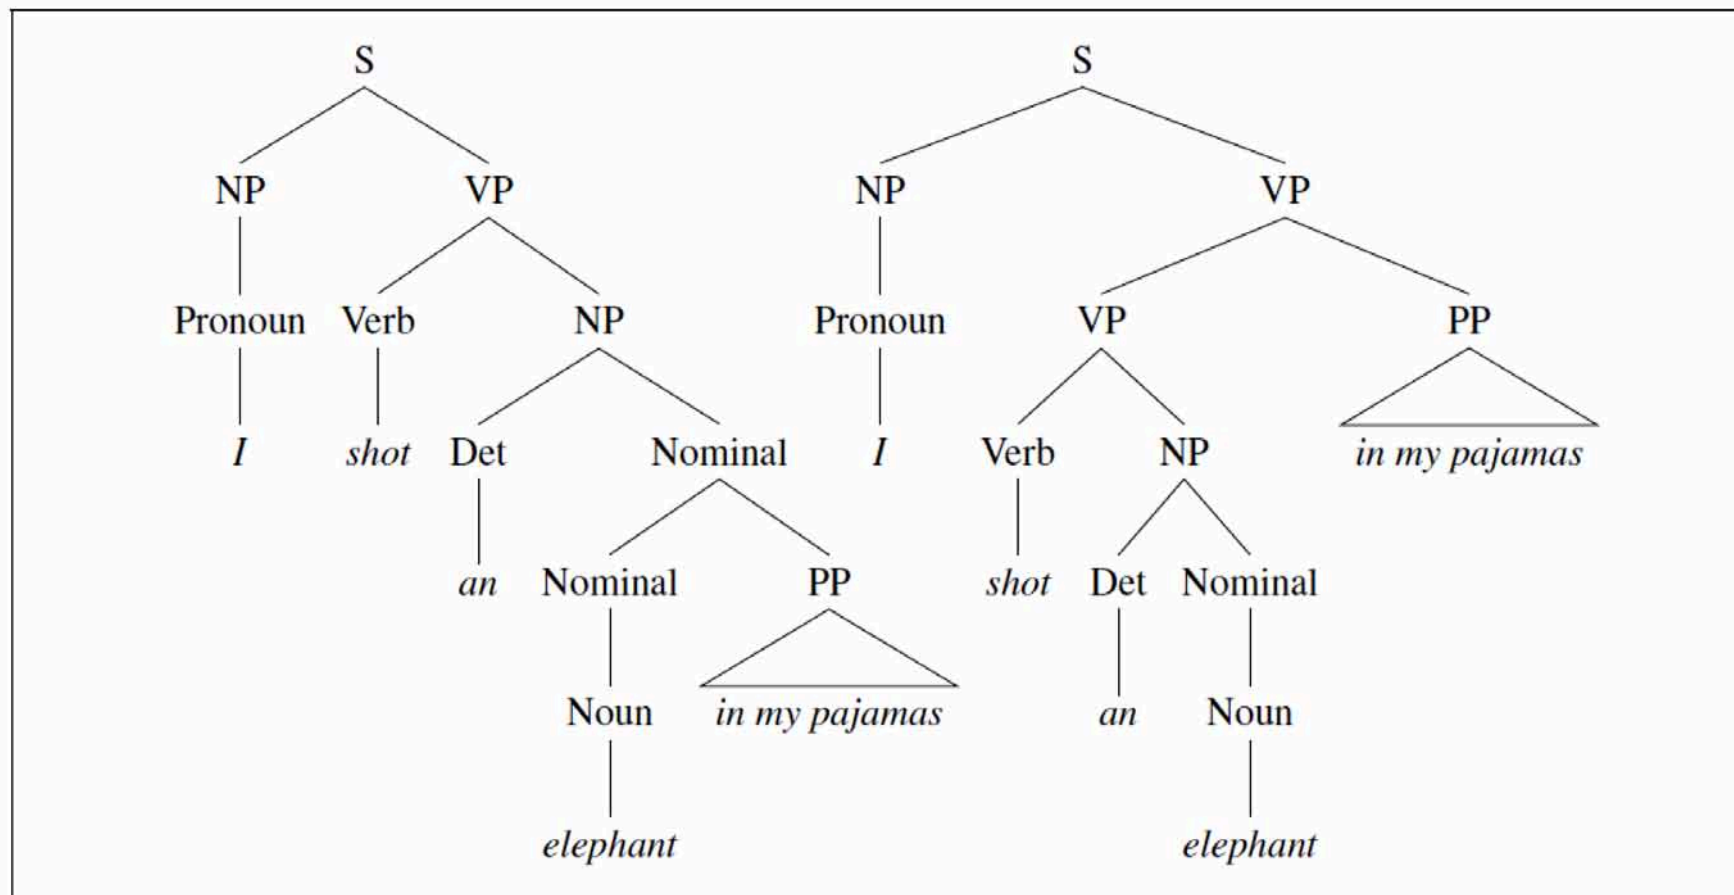 S S
NP VP NP VP
Pronoun Verb NP Pronoun VP PP
I shot Det Nominal I Verb NP in my pajamas
an Nominal PP shot Det Nominal
Noun in my pajamas an Noun
elephant elephant